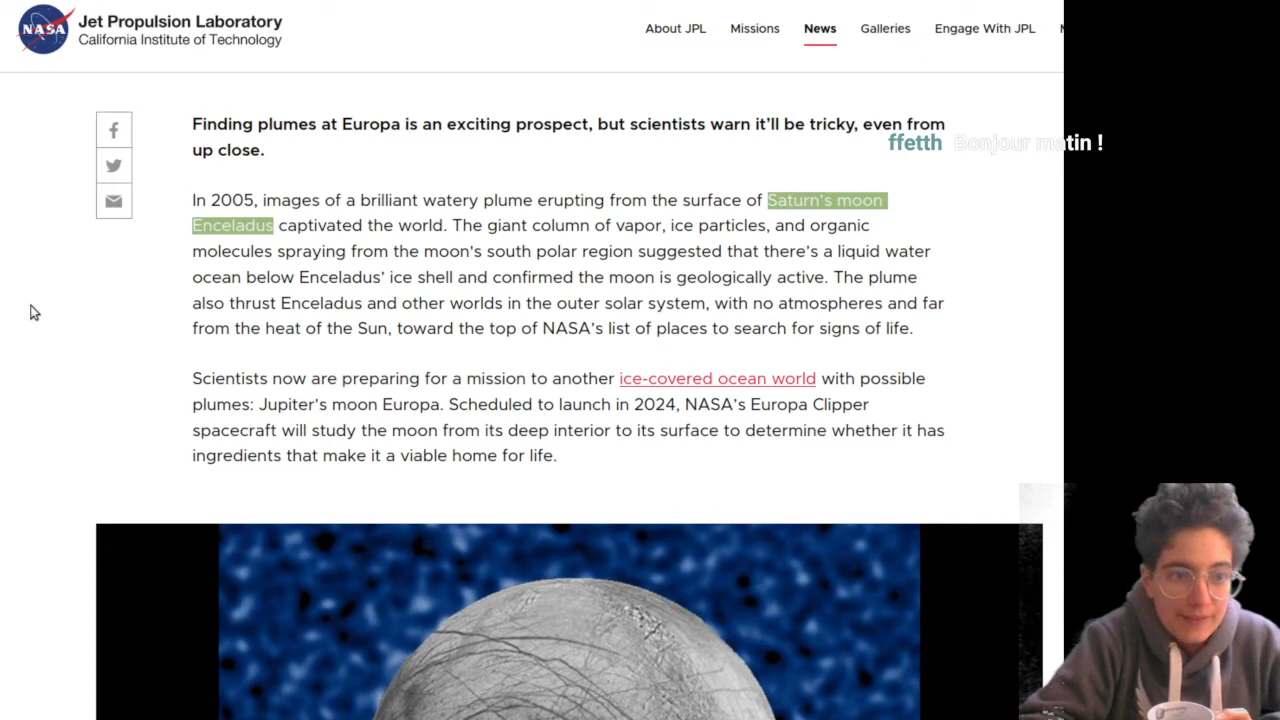 NASA
Jet Propulsion Laboratory
California Institute of Technology
About JPL Missions News Galleries Engage With JPL
Finding plumes at Europa is an exciting prospect, but scientists warn it’ll be tricky, even from
up close.
ffetth Bonjour matin !
In 2005, images of a brilliant watery plume erupting from the surface of Saturn’s moon
Enceladus captivated the world. The giant column of vapor, ice particles, and organic
molecules spraying from the moon's south polar region suggested that there’s a liquid water
ocean below Enceladus’ ice shell and confirmed the moon is geologically active. The plume
also thrust Enceladus and other worlds in the outer solar system, with no atmospheres and far
from the heat of the Sun, toward the top of NASA’s list of places to search for signs of life.
Scientists now are preparing for a mission to another ice-covered ocean world with possible
plumes: Jupiter’s moon Europa. Scheduled to launch in 2024, NASA’s Europa Clipper
spacecraft will study the moon from its deep interior to its surface to determine whether it has
ingredients that make it a viable home for life.